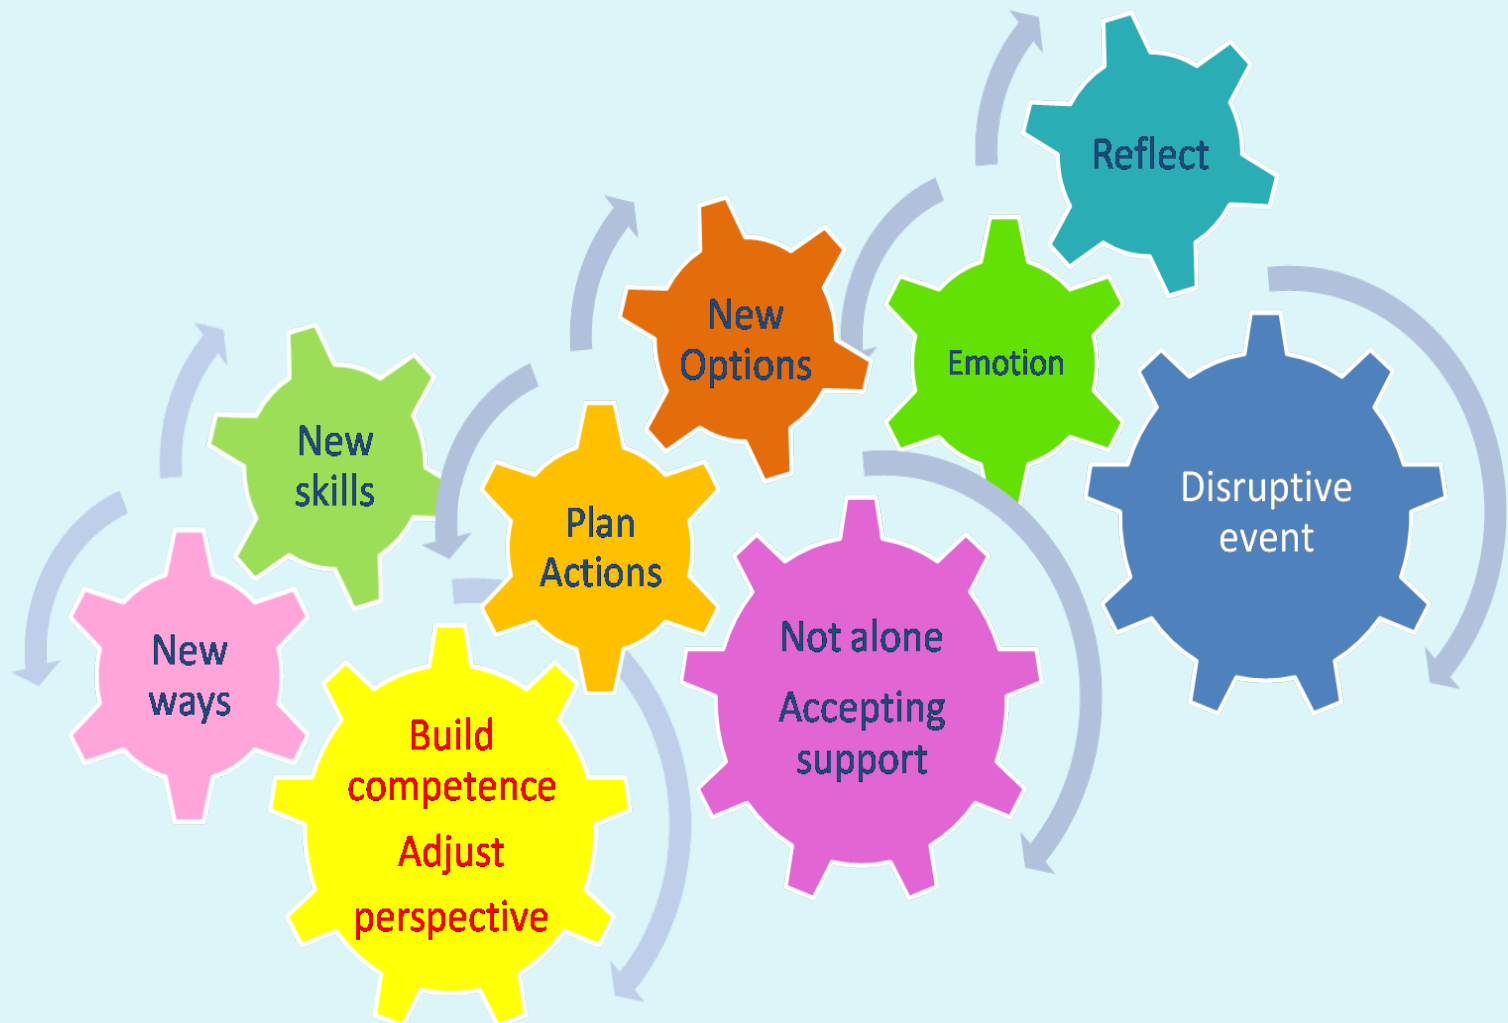 Reflect
New
Options
Emotion
New
skills
Disruptive
event
Plan
Actions
Not alone
Accepting
support
New
ways
Build
competence
Adjust
perspective